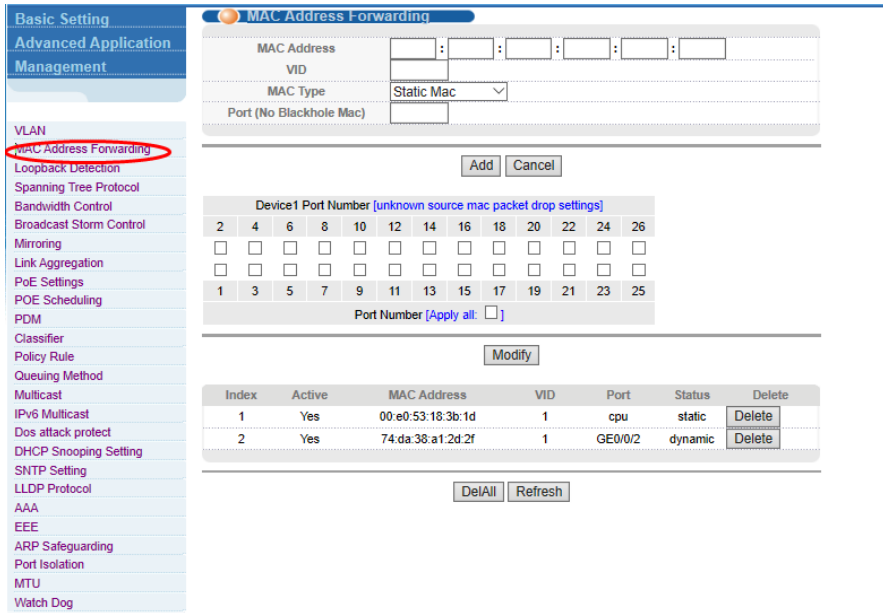 Basic Setting
Advanced Application
Management
VLAN
MAC Address Forwarding
Loopback Detection
Spanning Tree Protocol
Bandwidth Control
Broadcast Storm Control
Mirroring
Link Aggregation
PoE Settings
POE Scheduling
PDM
Classifier
Policy Rule
Queuing Method
Multicast
IPv6 Multicast
Dos attack protect
DHCP Snooping Setting
SNTP Setting
LLDP Protocol
AAA
EEE
ARP Safeguarding
Port Isolation
MTU
Watch Dog
MAC Address Forwarding
MAC Address : : : : :
VID
MAC Type Static Mac
Port (No Blackhole Mac)
Add Cancel
Device1 Port Number [unknown source mac packet drop settings]
2 4 6 8 10 12 14 16 18 20 22 24 26
1 3 5 7 9 11 13 15 17 19 21 23 25
Port Number [Apply all: ]
Modify
Index Active MAC Address VID Port Status Delete
1 Yes 00:e0:53:18:3b:1d 1 cpu static Delete
2 Yes 74:da:38:a1:2d:2f 1 GE0/0/2 dynamic Delete
DelAll Refresh